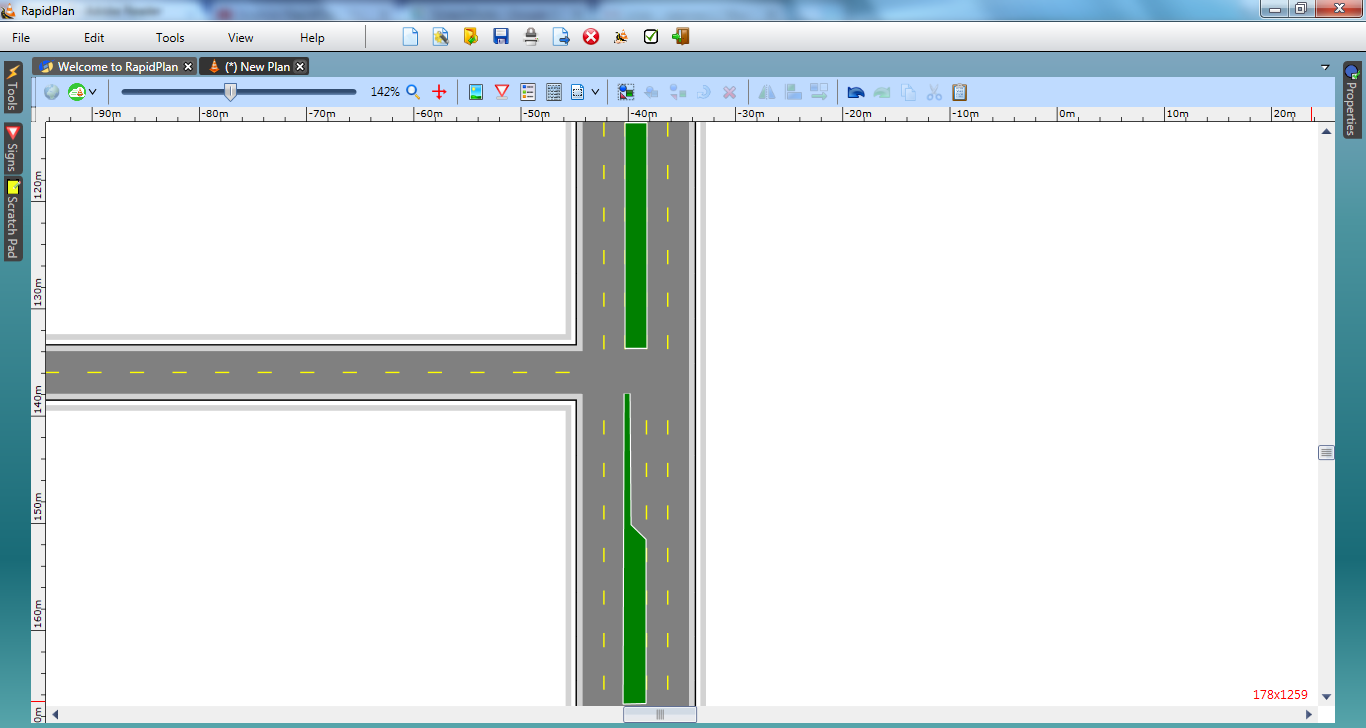 RapidPlan
File Edit Tools View Help
Welcome to RapidPlan (*) New Plan
142%
-90m -80m -70m -60m -50m -40m -30m -20m -10m 0m 10m 20m
Tools
Signs
Scratch Pad
Properties
120m
130m
140m
150m
160m
0m
178x1259